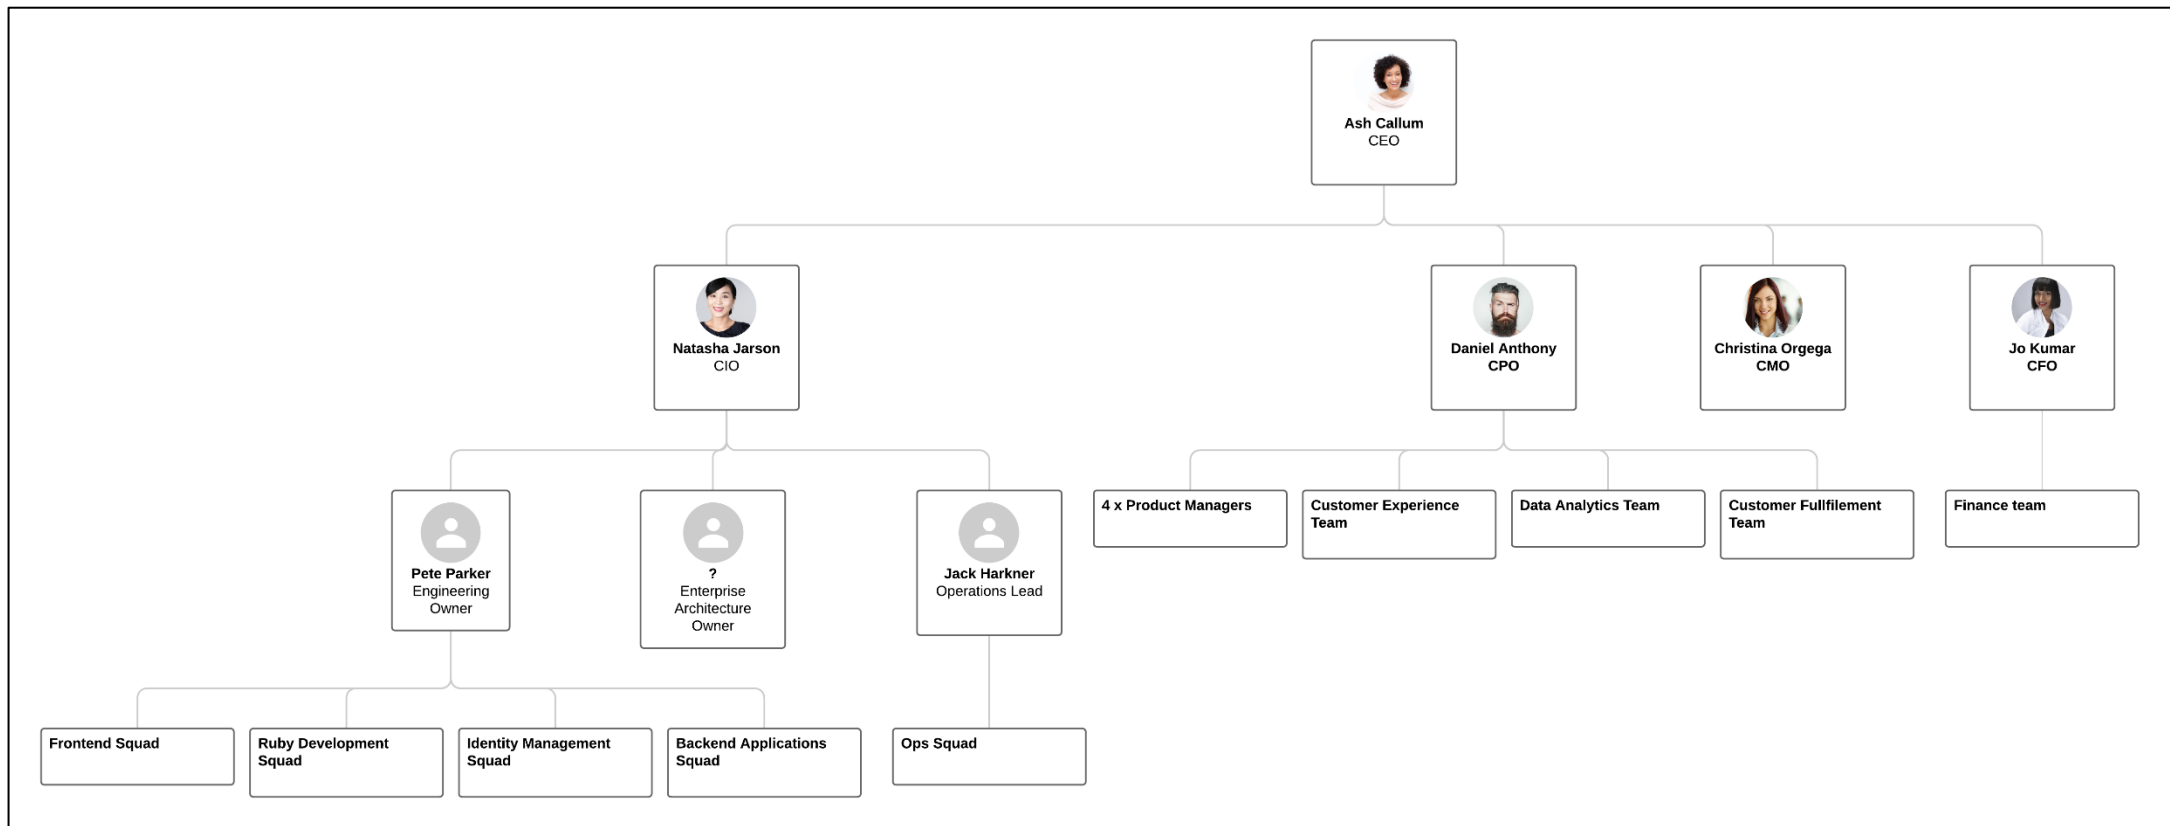 Ash Callum
CEO
Natasha Jarson
CIO
Daniel Anthony
CPO
Christina Orgega
CMO
Jo Kumar
CFO
Pete Parker
Engineering
Owner
?
Enterprise
Architecture
Owner
Jack Harkner
Operations Lead
4 x Product Managers
Customer Experience
Team
Data Analytics Team
Customer Fullfilement
Team
Finance team
Frontend Squad
Ruby Development
Squad
Identity Management
Squad
Backend Applications
Squad
Ops Squad